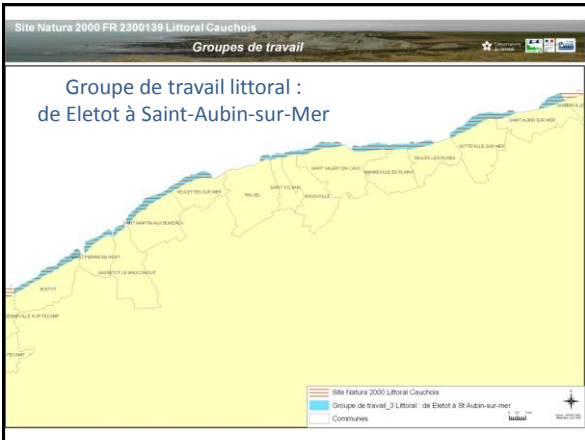 Site Natura 2000 FR 2300139 Littoral Cauchois
Groupes de travail
Groupe de travail littoral :
de Eletot à Saint-Aubin-sur-Mer
SAINT AUBIN SUR MER
SOTTEVILLE SUR MER
VEULES LES ROSES
SAINT VALERY EN CAUX
MANNEVILLE ES PLAINS
SAINT SYLVAIN
INGOUVILLE
PALUEL
VEULETTES SUR MER
SAINT MARTIN AUX BUNEAUX
SAINT PIERRE EN PORT
SASSETOT LE MAUCONDUIT
ELETOT
SENNEVILLE SUR FECAMP
FECAMP
Site Natura 2000 Littoral Cauchois
Groupe de travail_3 Littoral : de Eletot à St Aubin-sur-mer
Communes